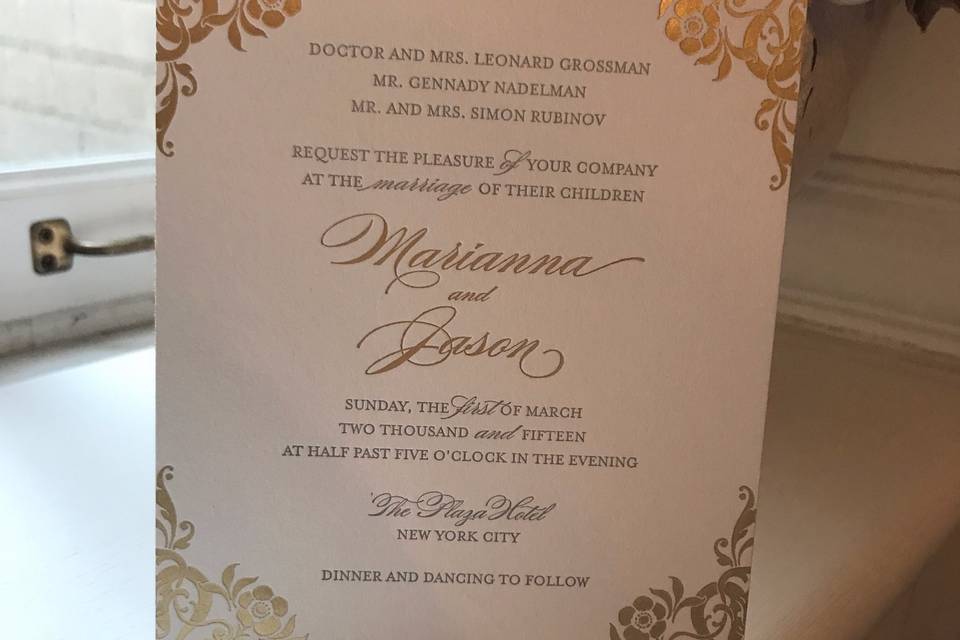 DOCTOR AND MRS. LEONARD GROSSMAN
MR. GENNADY NADELMAN
MR. AND MRS. SIMON RUBINOV
REQUEST THE PLEASURE of YOUR COMPANY
AT THE marriage OF THEIR CHILDREN
Marianna
and
Jason
SUNDAY, THE first OF MARCH
TWO THOUSAND and FIFTEEN
AT HALF PAST FIVE O'CLOCK IN THE EVENING
The Plaza Hotel
NEW YORK CITY
DINNER AND DANCING TO FOLLOW